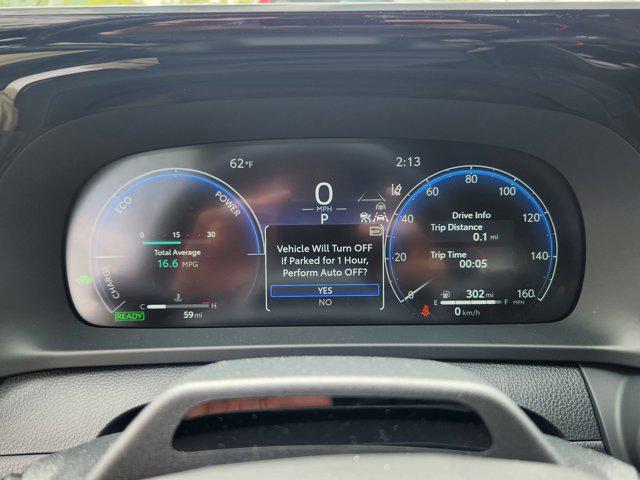 62°F
0
MPH
P
2:13
ECO
POWER
CHARGE
0 15 30
Total Average
16.6 MPG
C H
READY
59 mi
Vehicle Will Turn OFF
if Parked for 1 Hour,
Perform Auto OFF?
YES
NO
0 20 40 60 80 100 120 140 160
MPH
Drive Info
Trip Distance
0.1 mi
Trip Time
00:05
302 mi
E F
0 km/h